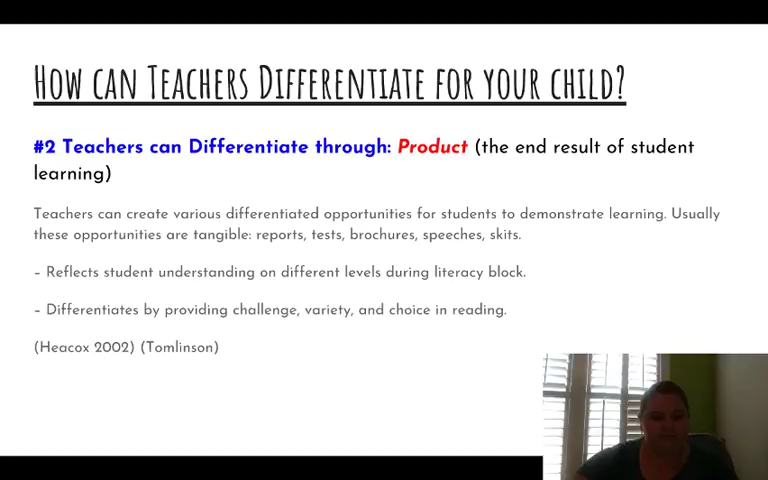 How can Teachers Differentiate for your child?
#2 Teachers can Differentiate through: Product (the end result of student
learning)
Teachers can create various differentiated opportunities for students to demonstrate learning. Usually
these opportunities are tangible: reports, tests, brochures, speeches, skits.
– Reflects student understanding on different levels during literacy block.
– Differentiates by providing challenge, variety, and choice in reading.
(Heacox 2002) (Tomlinson)